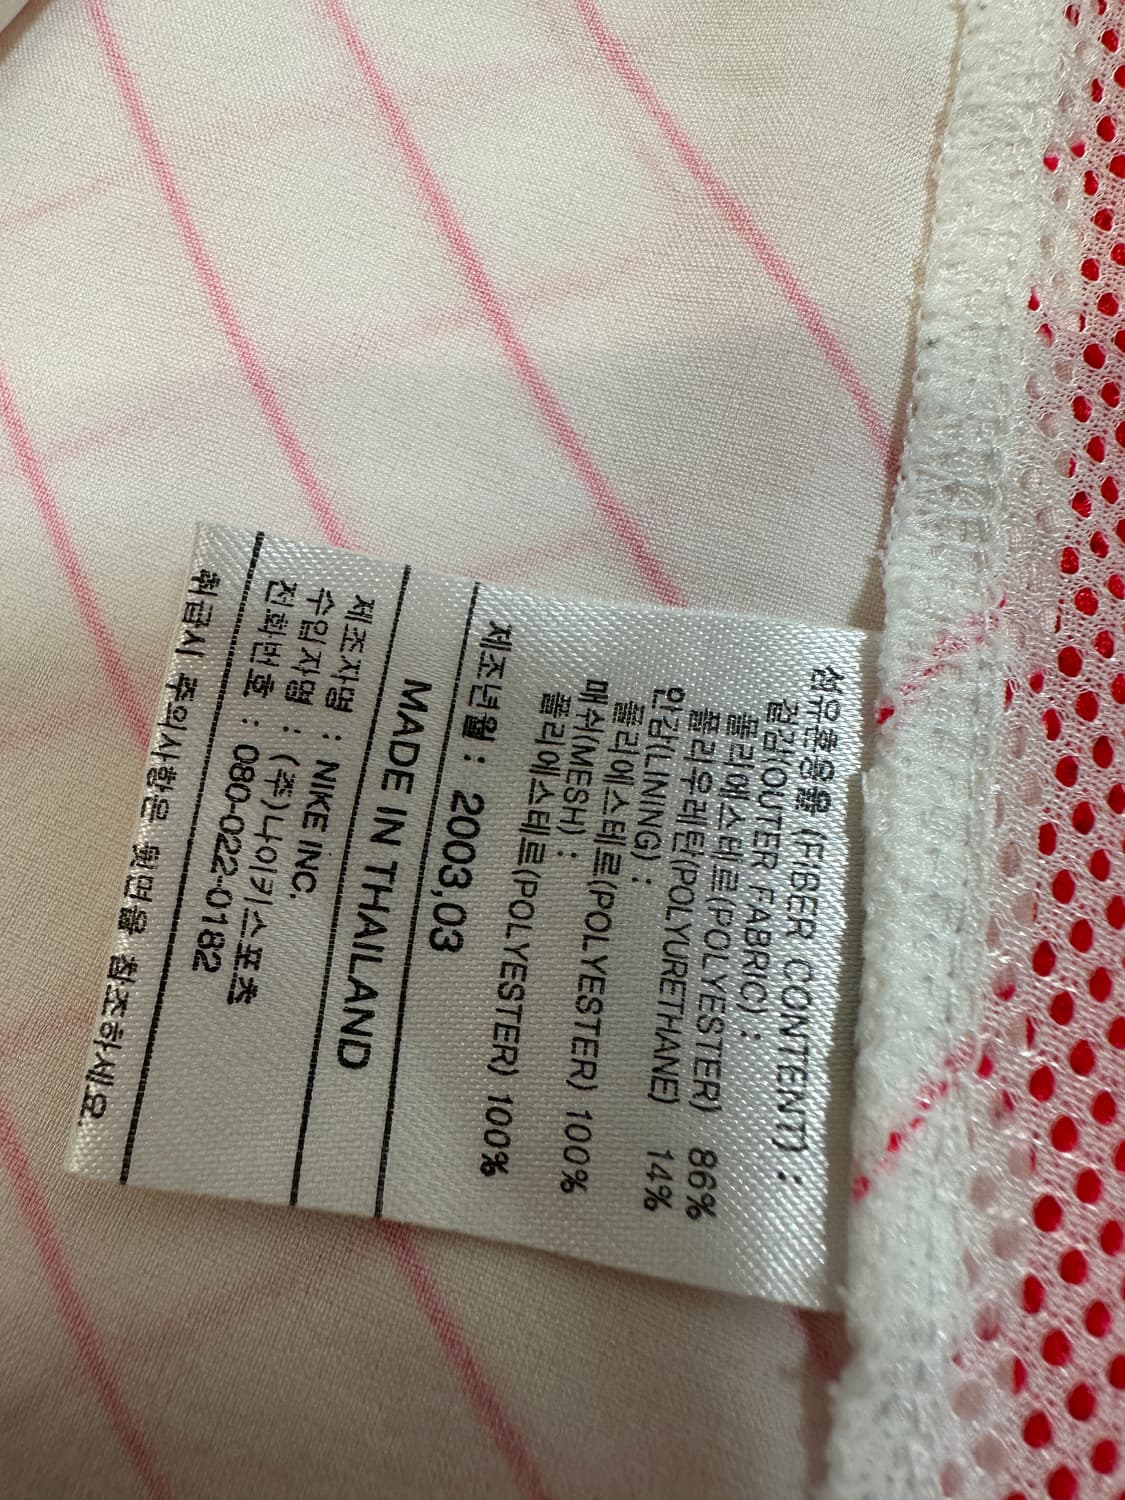 섬유혼용율 (FIBER CONTENT) :
겉감(OUTER FABRIC) :
폴리에스테르(POLYESTER) 86%
폴리우레탄(POLYURETHANE) 14%
안감(LINING) :
폴리에스테르(POLYESTER) 100%
매쉬(MESH) :
폴리에스테르(POLYESTER) 100%
제조년월 : 2003,03
MADE IN THAILAND
제조자명 : NIKE INC.
수입자명 : (주)나이키스포츠
전화번호 : 080-022-0182
취급시 주의사항은 뒷면을 참조하세요.